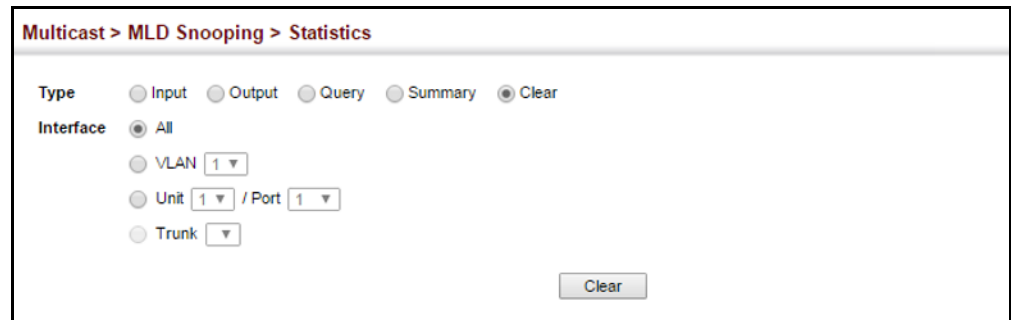 Multicast > MLD Snooping > Statistics
Type Input Output Query Summary Clear
Interface All
VLAN 1
Unit 1 / Port 1
Trunk
Clear